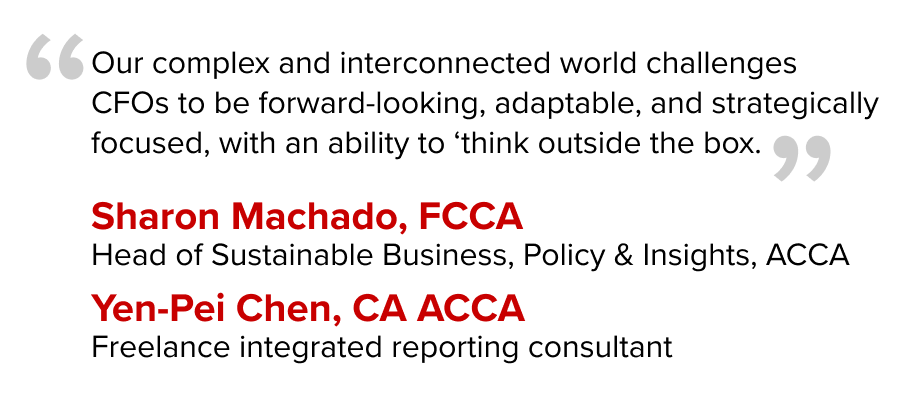 “Our complex and interconnected world challenges
CFOs to be forward-looking, adaptable, and strategically
focused, with an ability to ‘think outside the box.”
Sharon Machado, FCCA
Head of Sustainable Business, Policy & Insights, ACCA
Yen-Pei Chen, CA ACCA
Freelance integrated reporting consultant